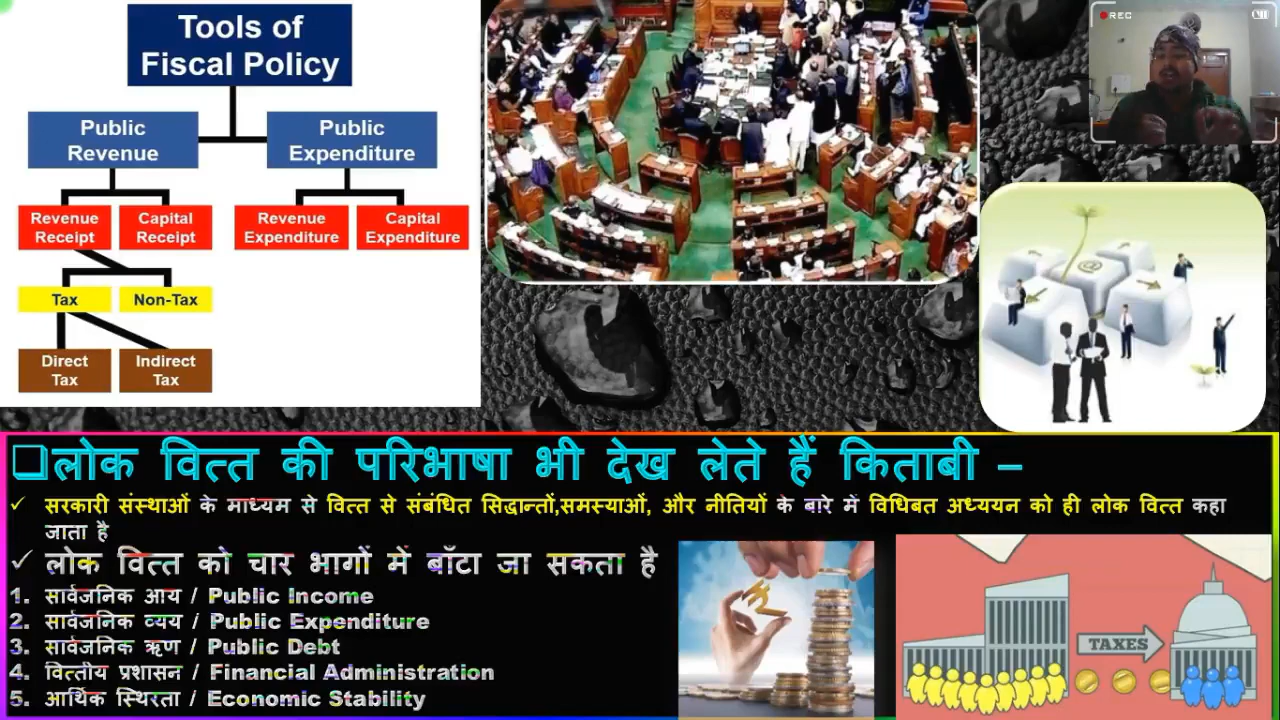 Tools of
Fiscal Policy
Public
Revenue
Public
Expenditure
Revenue
Receipt
Capital
Receipt
Revenue
Expenditure
Capital
Expenditure
Tax
Non-Tax
Direct
Tax
Indirect
Tax
REC
@
❑लोक वित्त की परिभाषा भी देख लेते हैं किताबी –
✓ सरकारी संस्थाओं के माध्यम से वित्त से संबंधित सिद्धान्तों,समस्याओं, और नीतियों के बारे में विधिबत अध्ययन को ही लोक वित्त कहा
जाता है
✓ लोक वित्त को चार भागों में बाँटा जा सकता है
1. सार्वजनिक आय / Public Income
2. सार्वजनिक व्यय / Public Expenditure
3. सार्वजनिक ऋण / Public Debt
4. वित्तीय प्रशासन / Financial Administration
5. आर्थिक स्थिरता / Economic Stability
TAXES